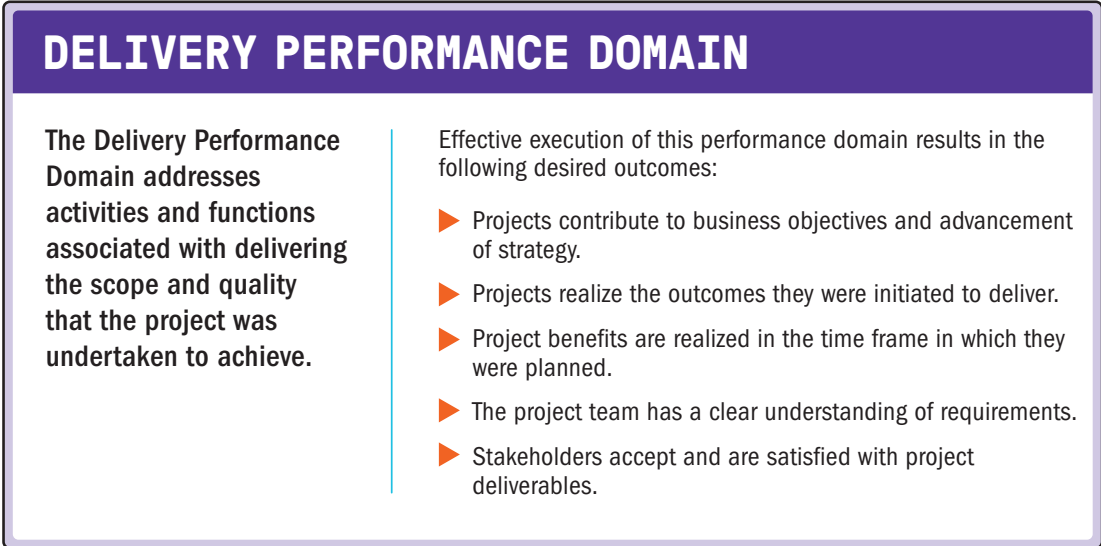 DELIVERY PERFORMANCE DOMAIN
The Delivery Performance
Domain addresses
activities and functions
associated with delivering
the scope and quality
that the project was
undertaken to achieve.
Effective execution of this performance domain results in the
following desired outcomes:
Projects contribute to business objectives and advancement
of strategy.
Projects realize the outcomes they were initiated to deliver.
Project benefits are realized in the time frame in which they
were planned.
The project team has a clear understanding of requirements.
Stakeholders accept and are satisfied with project
deliverables.